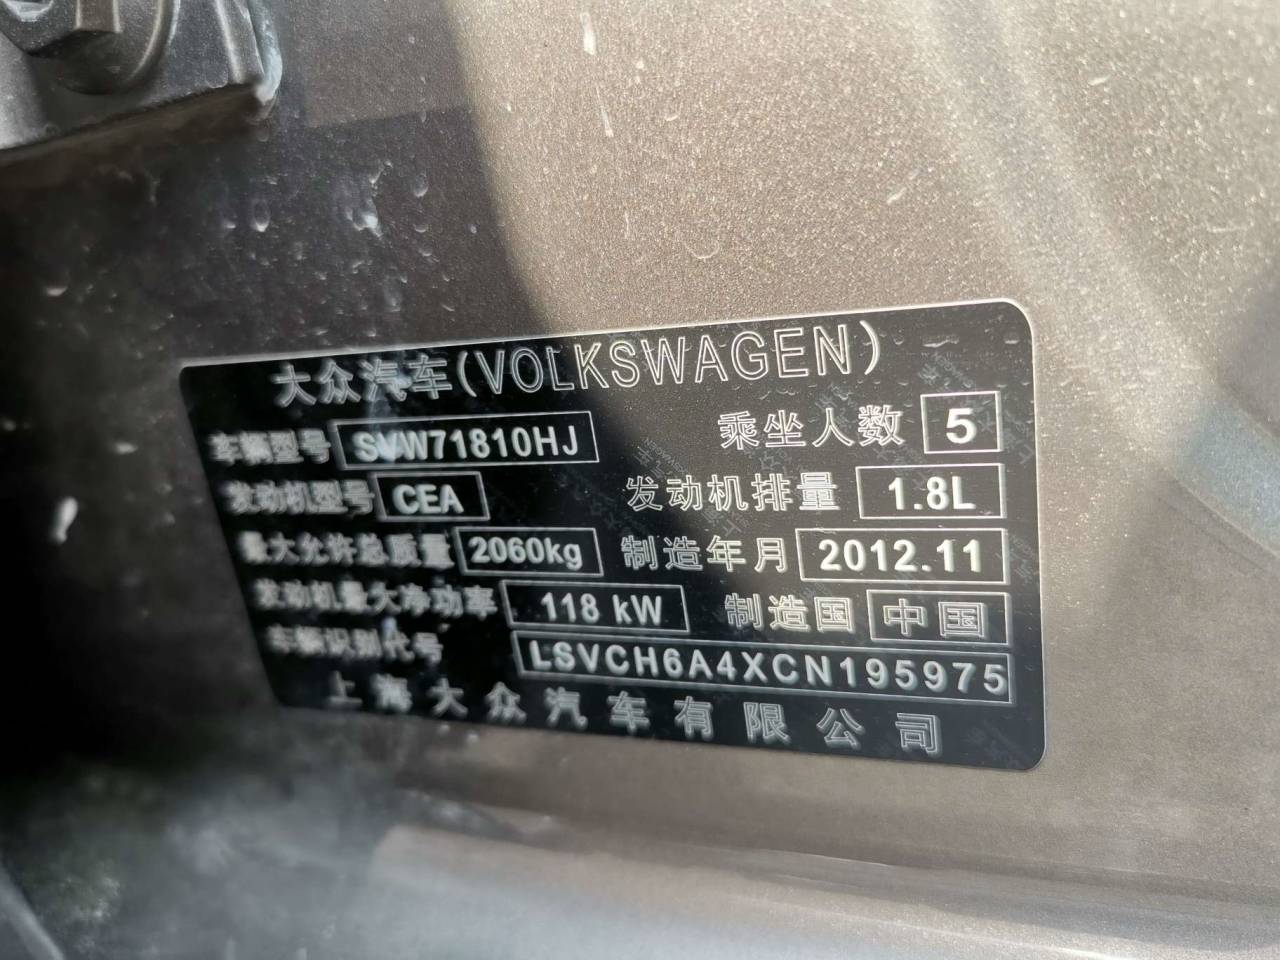 大众汽车(VOLKSWAGEN)
车辆型号 SVW71810HJ 乘坐人数 5
发动机型号 CEA 发动机排量 1.8L
最大允许总质量 2060kg 制造年月 2012.11
发动机最大净功率 118 kW 制造国 中国
车辆识别代号 LSVCH6A4XCN195975
上海大众汽车有限公司